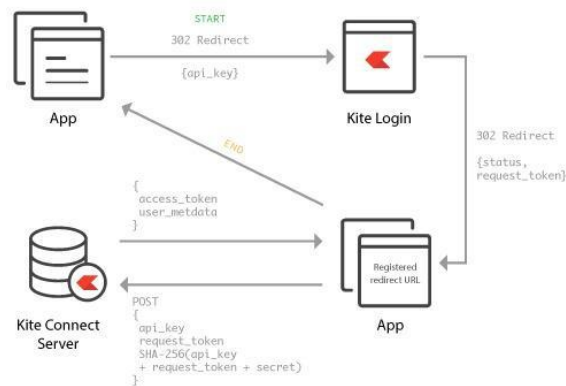 START
302 Redirect
{api_key}
App
Kite Login
302 Redirect
{status,
request_token}
END
{
access_token
user_metdata
}
Registered
redirect URL
App
Kite Connect
Server
POST
{
api_key
request_token
SHA-256(api_key
+ request_token + secret)
}